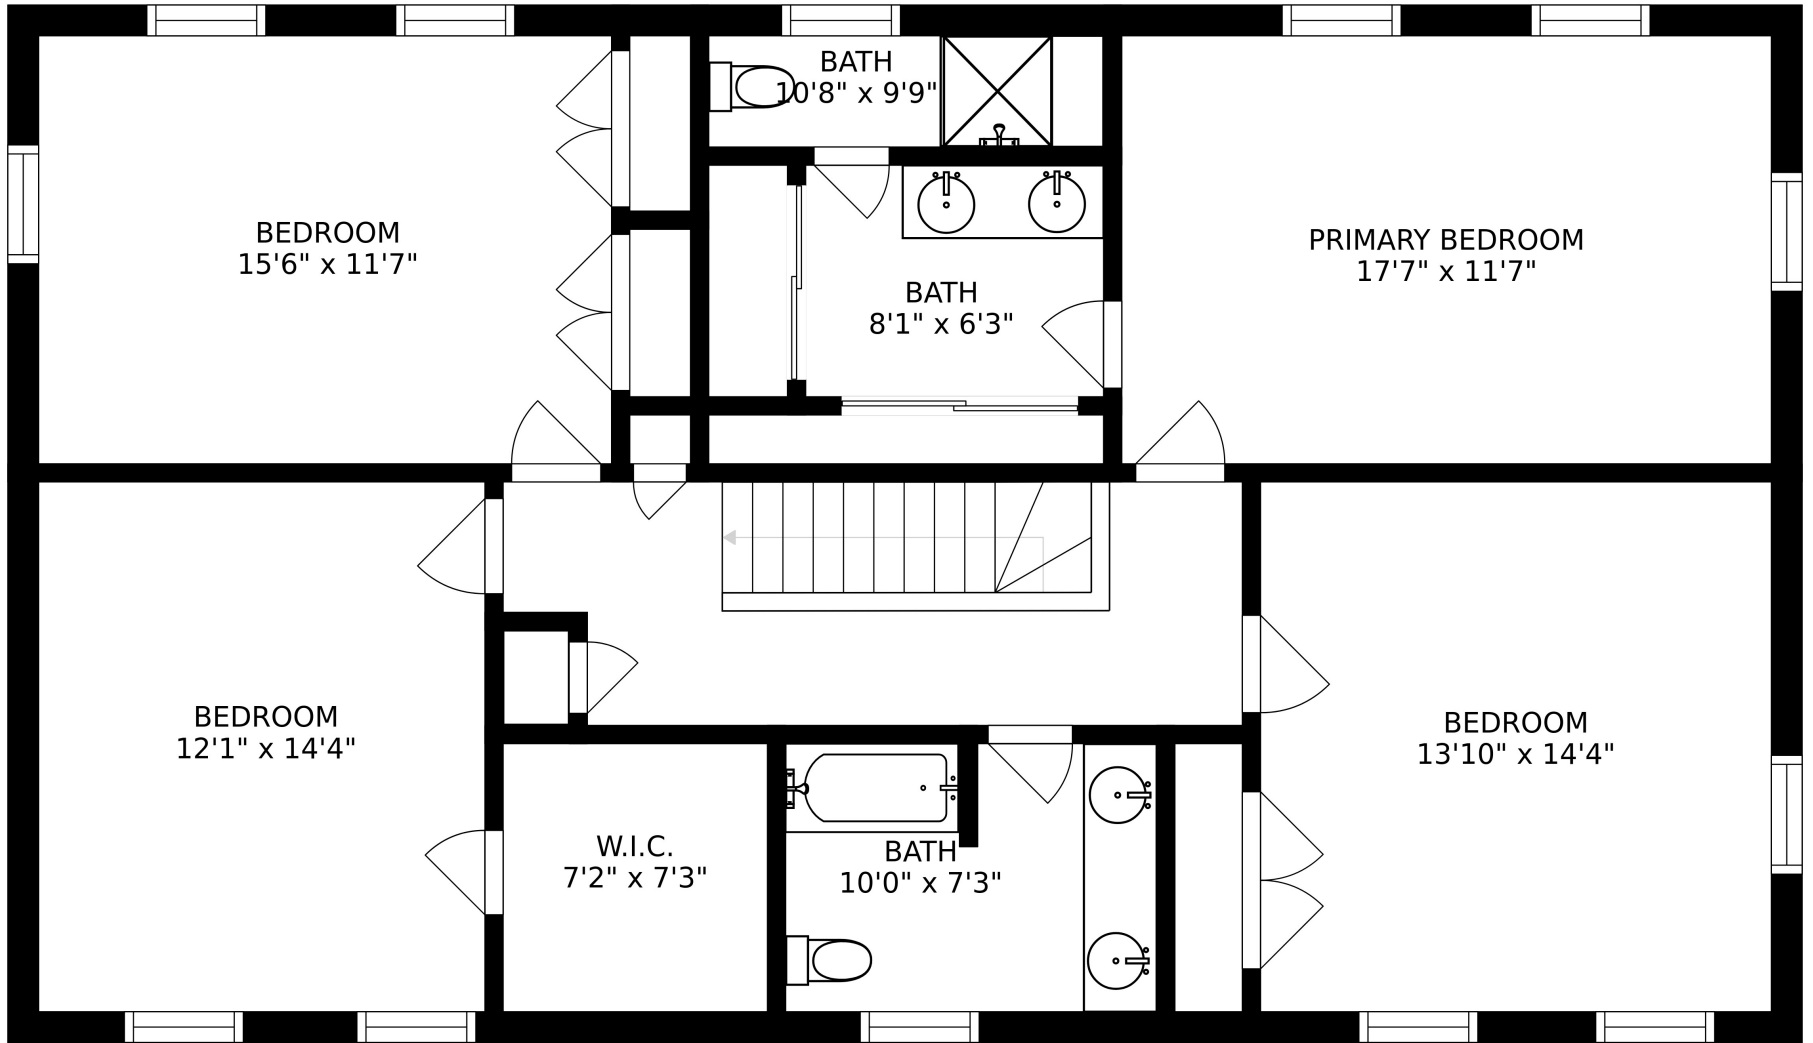 BATH
10'8" x 9'9"
BEDROOM
15'6" x 11'7"
PRIMARY BEDROOM
17'7" x 11'7"
BATH
8'1" x 6'3"
BEDROOM
12'1" x 14'4"
BEDROOM
13'10" x 14'4"
W.I.C.
7'2" x 7'3"
BATH
10'0" x 7'3"